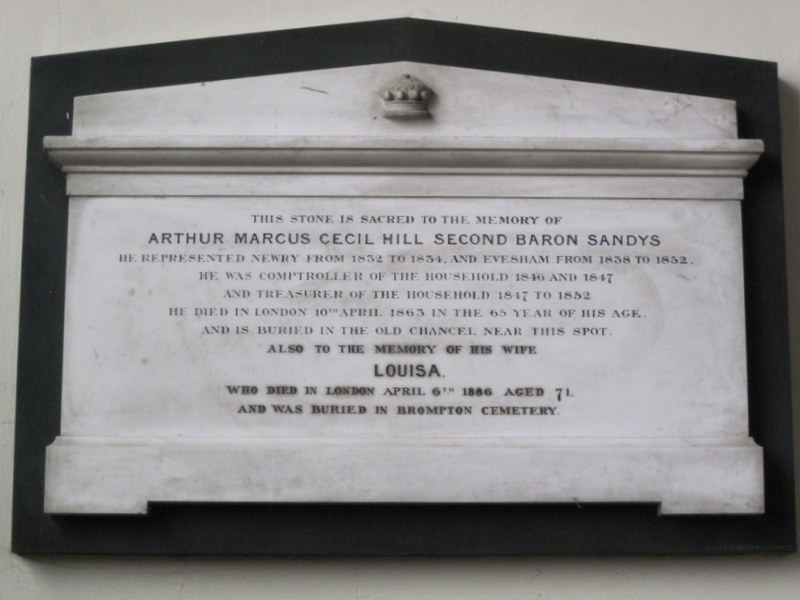 THIS STONE IS SACRED TO THE MEMORY OF
ARTHUR MARCUS CECIL HILL SECOND BARON SANDYS
HE REPRESENTED NEWRY FROM 1832 TO 1834, AND EVESHAM FROM 1838 TO 1852.
HE WAS COMPTROLLER OF THE HOUSEHOLD 1846 AND 1847
AND TREASURER OF THE HOUSEHOLD 1847 TO 1852
HE DIED IN LONDON 10TH APRIL 1863 IN THE 65 YEAR OF HIS AGE.
AND IS BURIED IN THE OLD CHANCEL NEAR THIS SPOT.
ALSO TO THE MEMORY OF HIS WIFE
LOUISA.
WHO DIED IN LONDON APRIL 6TH 1886 AGED 71.
AND WAS BURIED IN BROMPTON CEMETERY.